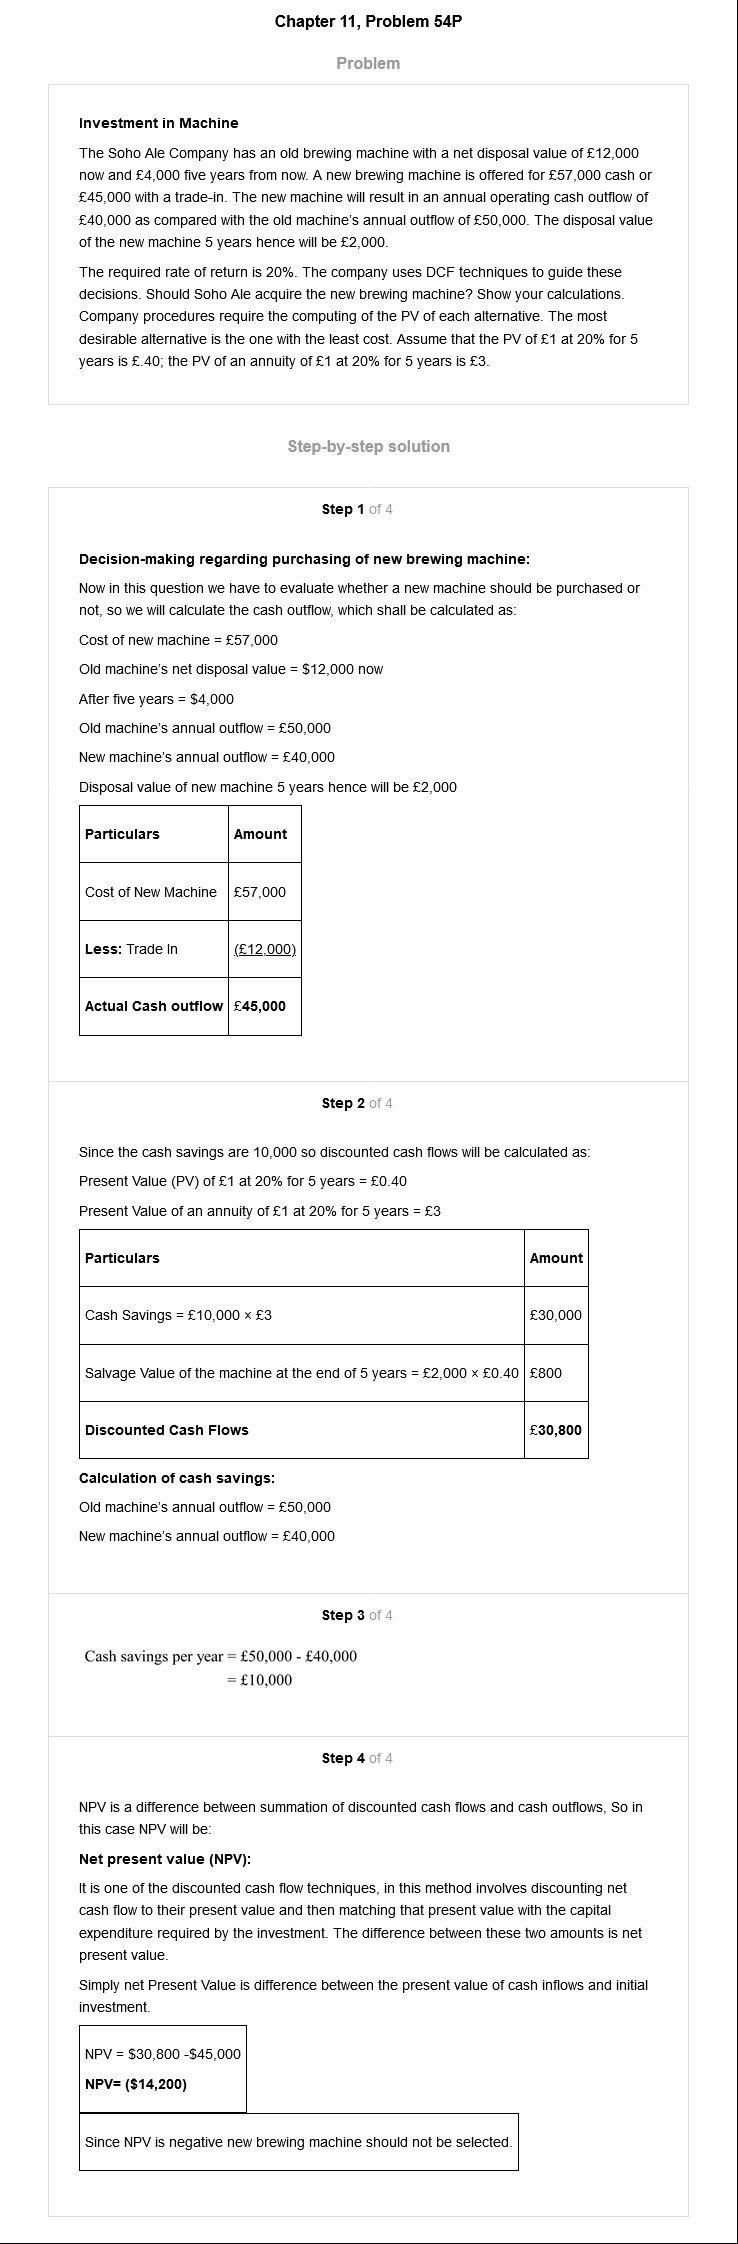 Chapter 11, Problem 54P
Problem
Investment in Machine
The Soho Ale Company has an old brewing machine with a net disposal value of £12,000
now and £4,000 five years from now. A new brewing machine is offered for £57,000 cash or
£45,000 with a trade-in. The new machine will result in an annual operating cash outflow of
£40,000 as compared with the old machine's annual outflow of £50,000. The disposal value
of the new machine 5 years hence will be £2,000.
The required rate of return is 20%. The company uses DCF techniques to guide these
decisions. Should Soho Ale acquire the new brewing machine? Show your calculations.
Company procedures require the computing of the PV of each alternative. The most
desirable alternative is the one with the least cost. Assume that the PV of £1 at 20% for 5
years is £.40; the PV of an annuity of £1 at 20% for 5 years is £3.
Step-by-step solution
Step 1 of 4
Decision-making regarding purchasing of new brewing machine:
Now in this question we have to evaluate whether a new machine should be purchased or
not, so we will calculate the cash outflow, which shall be calculated as:
Cost of new machine = £57,000
Old machine's net disposal value = $12,000 now
After five years = $4,000
Old machine's annual outflow = £50,000
New machine's annual outflow = £40,000
Disposal value of new machine 5 years hence will be £2,000
Particulars Amount
Cost of New Machine £57,000
Less: Trade In (£12,000)
Actual Cash outflow £45,000
Step 2 of 4
Since the cash savings are 10,000 so discounted cash flows will be calculated as:
Present Value (PV) of £1 at 20% for 5 years = £0.40
Present Value of an annuity of £1 at 20% for 5 years = £3
Particulars Amount
Cash Savings = £10,000 × £3 £30,000
Salvage Value of the machine at the end of 5 years = £2,000 × £0.40 £800
Discounted Cash Flows £30,800
Calculation of cash savings:
Old machine's annual outflow = £50,000
New machine's annual outflow = £40,000
Step 3 of 4
Cash savings per year = £50,000 - £40,000
= £10,000
Step 4 of 4
NPV is a difference between summation of discounted cash flows and cash outflows, So in
this case NPV will be:
Net present value (NPV):
It is one of the discounted cash flow techniques, in this method involves discounting net
cash flow to their present value and then matching that present value with the capital
expenditure required by the investment. The difference between these two amounts is net
present value.
Simply net Present Value is difference between the present value of cash inflows and initial
investment.
NPV = $30,800 -$45,000
NPV= ($14,200)
Since NPV is negative new brewing machine should not be selected.